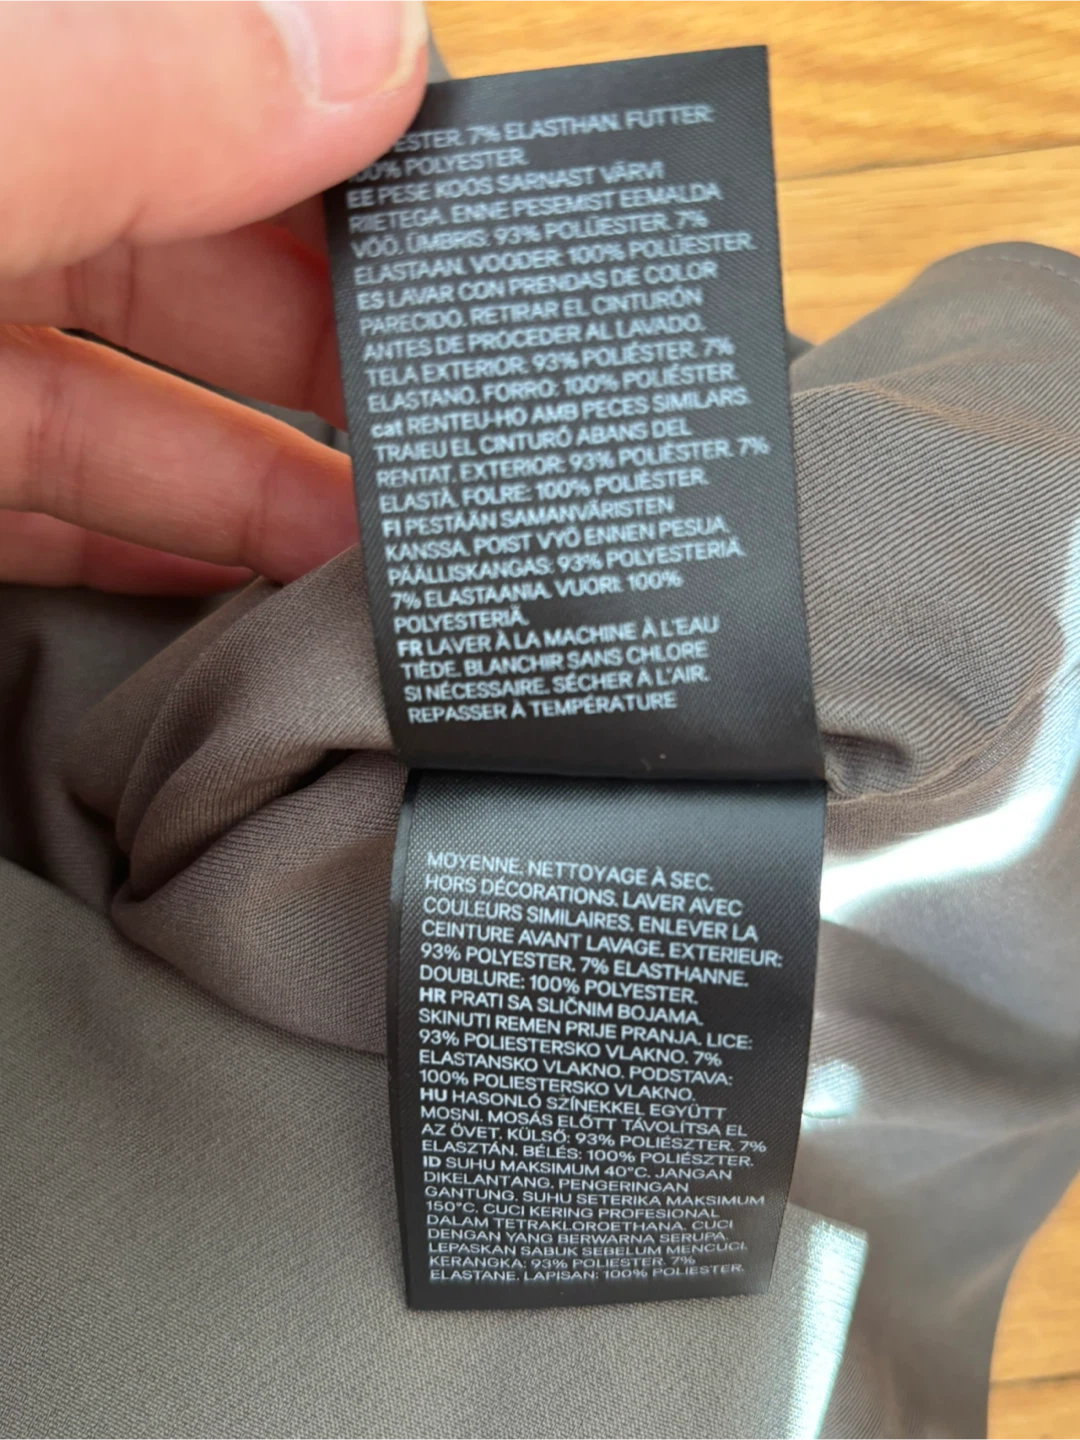 ESTER. 7% ELASTHAN. FUTTER:
100% POLYESTER.
EE PESE KOOS SARNAST VÄRVI
RIIETEGA. ENNE PESEMIST EEMALDA
VÖÖ. ÜMBRIS: 93% POLÜESTER. 7%
ELASTAAN. VOODER: 100% POLÜESTER.
ES LAVAR CON PRENDAS DE COLOR
PARECIDO. RETIRAR EL CINTURÓN
ANTES DE PROCEDER AL LAVADO.
TELA EXTERIOR: 93% POLIÉSTER. 7%
ELASTANO. FORRO: 100% POLIÉSTER.
cat RENTEU-HO AMB PECES SIMILARS.
TRAIEU EL CINTURÓ ABANS DEL
RENTAT. EXTERIOR: 93% POLIÉSTER. 7%
ELASTÀ. FOLRE: 100% POLIÉSTER.
FI PESTÄÄN SAMANVÄRISTEN
KANSSA. POIST VYÖ ENNEN PESUA.
PÄÄLLISKANGAS: 93% POLYESTERIÄ.
7% ELASTAANIA. VUORI: 100%
POLYESTERIÄ.
FR LAVER À LA MACHINE À L'EAU
TIÈDE. BLANCHIR SANS CHLORE
SI NÉCESSAIRE. SÉCHER À L'AIR.
REPASSER À TEMPÉRATURE
MOYENNE. NETTOYAGE À SEC.
HORS DÉCORATIONS. LAVER AVEC
COULEURS SIMILAIRES. ENLEVER LA
CEINTURE AVANT LAVAGE. EXTERIEUR:
93% POLYESTER. 7% ELASTHANNE.
DOUBLURE: 100% POLYESTER.
HR PRATI SA SLIČNIM BOJAMA.
SKINUTI REMEN PRIJE PRANJA. LICE:
93% POLIESTERSKO VLAKNO. 7%
ELASTANSKO VLAKNO. PODSTAVA:
100% POLIESTERSKO VLAKNO.
HU HASONLÓ SZÍNEKKEL EGYÜTT
MOSNI. MOSÁS ELŐTT TÁVOLÍTSA EL
AZ ÖVET. KÜLSŐ: 93% POLIÉSZTER. 7%
ELASZTÁN. BÉLÉS: 100% POLIÉSZTER.
ID SUHU MAKSIMUM 40°C. JANGAN
DIKELANTANG. PENGERINGAN
GANTUNG. SUHU SETERIKA MAKSIMUM
150°C. CUCI KERING PROFESIONAL
DALAM TETRAKLOROETHANA. CUCI
DENGAN YANG BERWARNA SERUPA.
LEPASKAN SABUK SEBELUM MENCUCI.
KERANGKA: 93% POLIESTER. 7%
ELASTANE. LAPISAN: 100% POLIESTER.